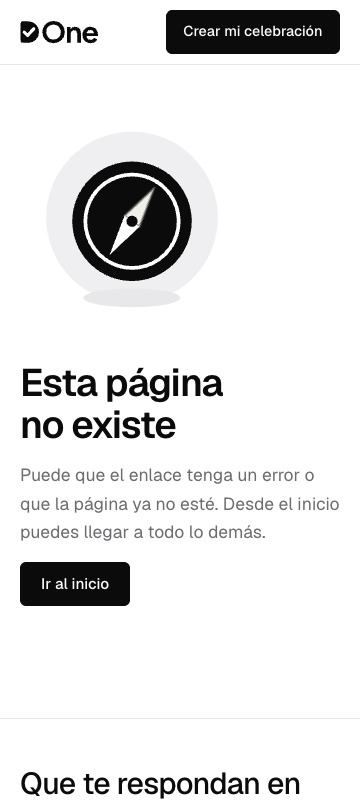 One
Crear mi celebración
Esta página
no existe
Puede que el enlace tenga un error o
que la página ya no esté. Desde el inicio
puedes llegar a todo lo demás.
Ir al inicio
Que te respondan en